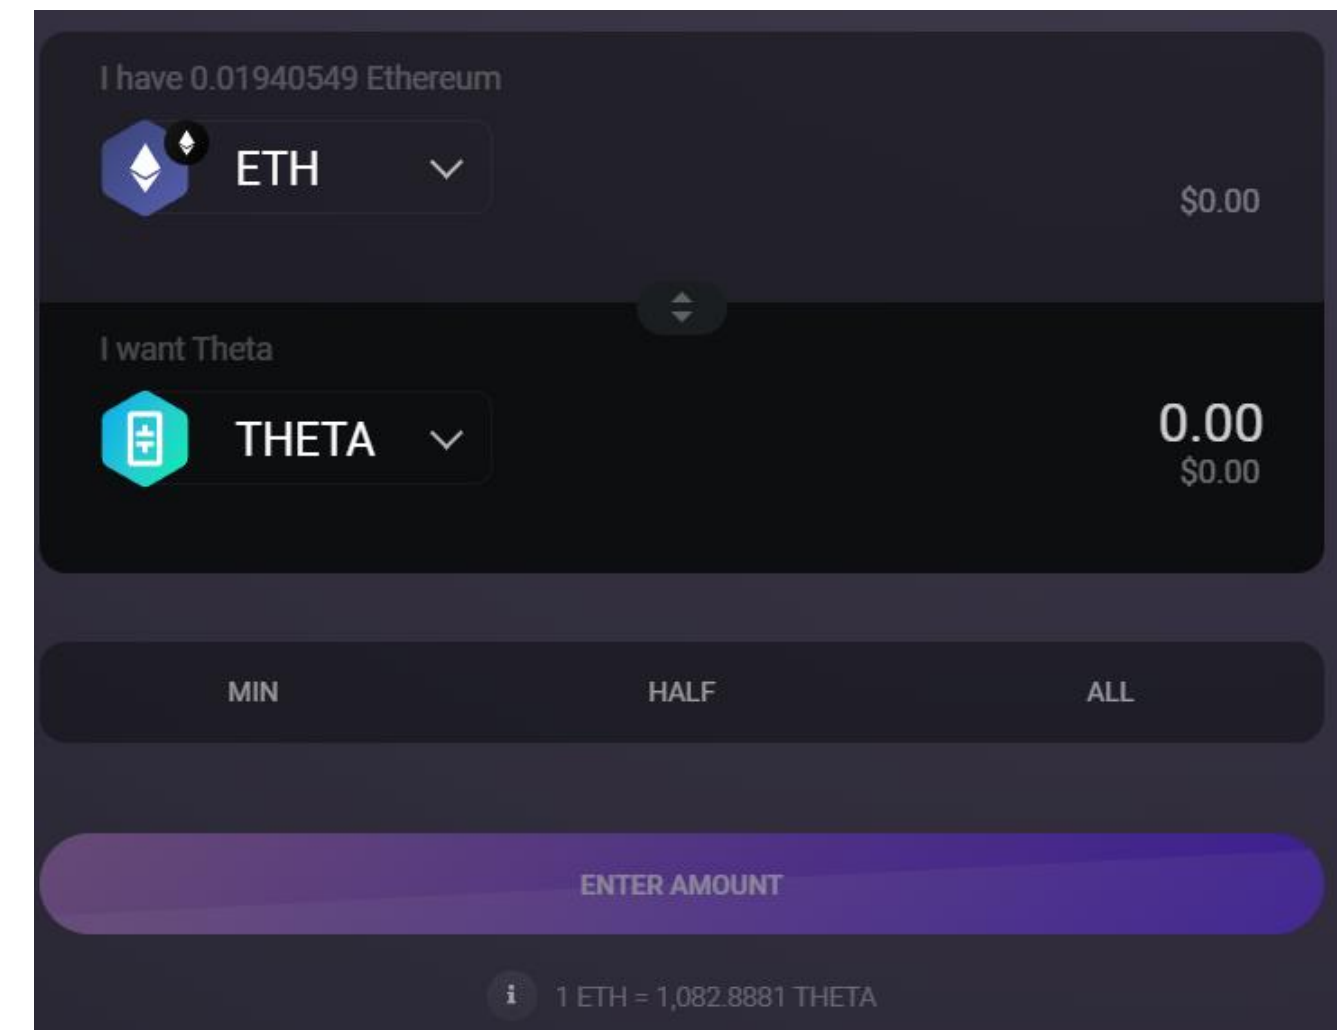 I have 0.01940549 Ethereum
ETH
$0.00
I want Theta
THETA
0.00
$0.00
MIN HALF ALL
ENTER AMOUNT
i 1 ETH = 1,082.8881 THETA